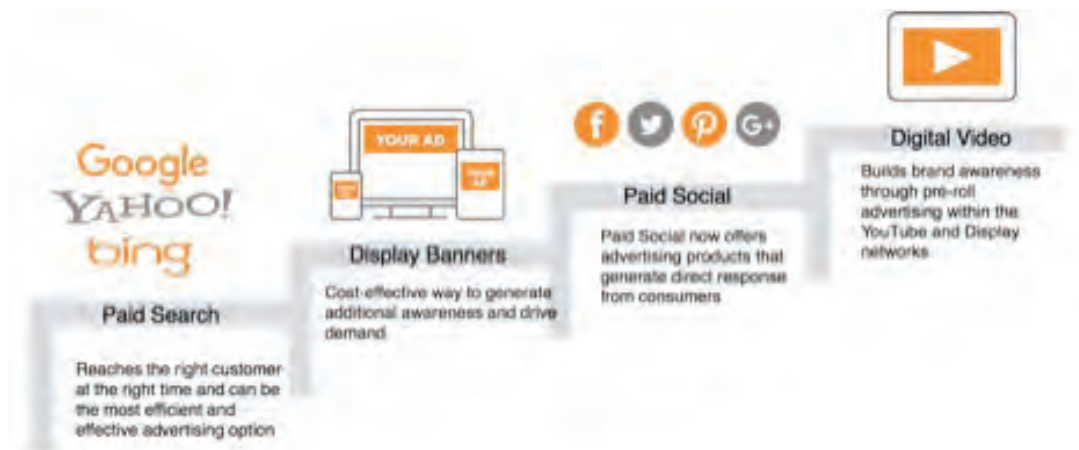 Google
YAHOO!
bing
Paid Search
Reaches the right customer
at the right time and can be
the most efficient and
effective advertising option
YOUR AD
YOUR
AD
Display Banners
Cost-effective way to generate
additional awareness and drive
demand
f
G+
Paid Social
Paid Social now offers
advertising products that
generate direct response
from consumers
Digital Video
Builds brand awareness
through pre-roll
advertising within the
YouTube and Display
networks